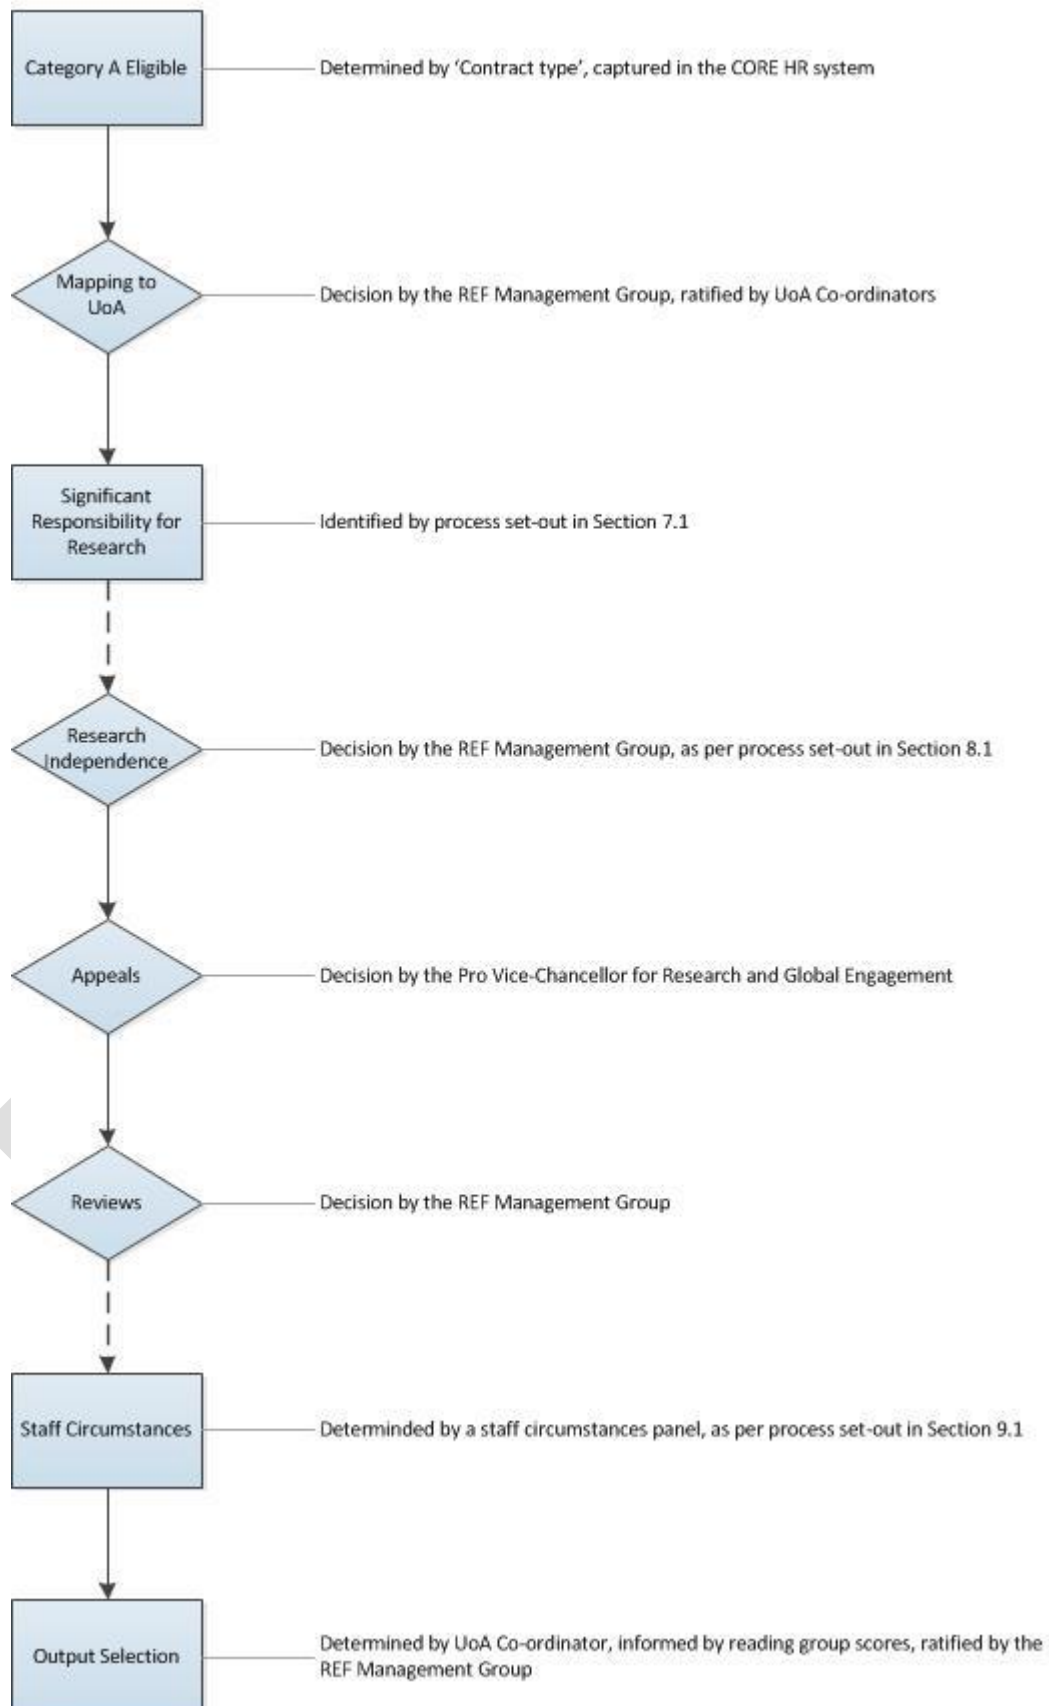 Category A Eligible
Determined by ‘Contract type’, captured in the CORE HR system
Mapping to
UoA
Decision by the REF Management Group, ratified by UoA Co-ordinators
Significant
Responsibility for
Research
Identified by process set-out in Section 7.1
Research
Independence
Decision by the REF Management Group, as per process set-out in Section 8.1
Appeals
Decision by the Pro Vice-Chancellor for Research and Global Engagement
Reviews
Decision by the REF Management Group
Staff Circumstances
Determinded by a staff circumstances panel, as per process set-out in Section 9.1
Output Selection
Determined by UoA Co-ordinator, informed by reading group scores, ratified by the
REF Management Group